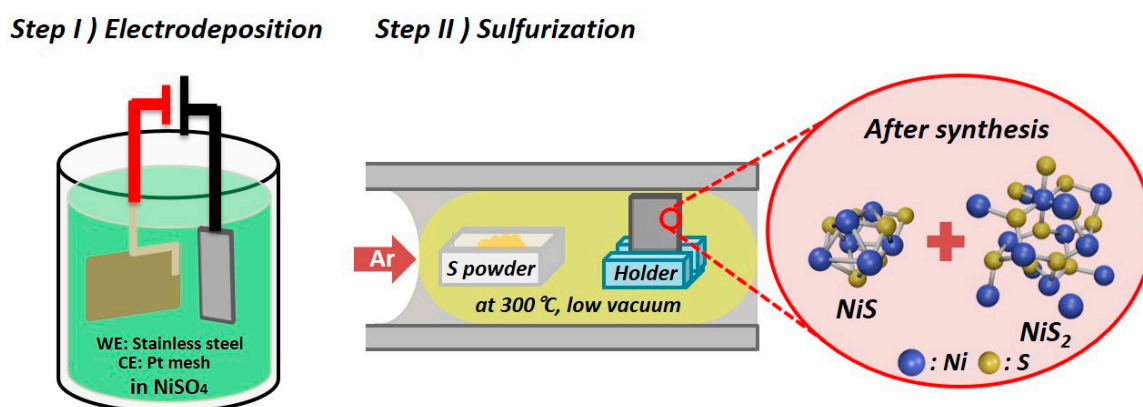 Step I ) Electrodeposition
Step II ) Sulfurization
WE: Stainless steel
CE: Pt mesh
in NiSO4
Ar
S powder
Holder
at 300℃, low vacuum
After synthesis
NiS
NiS2
: Ni : S